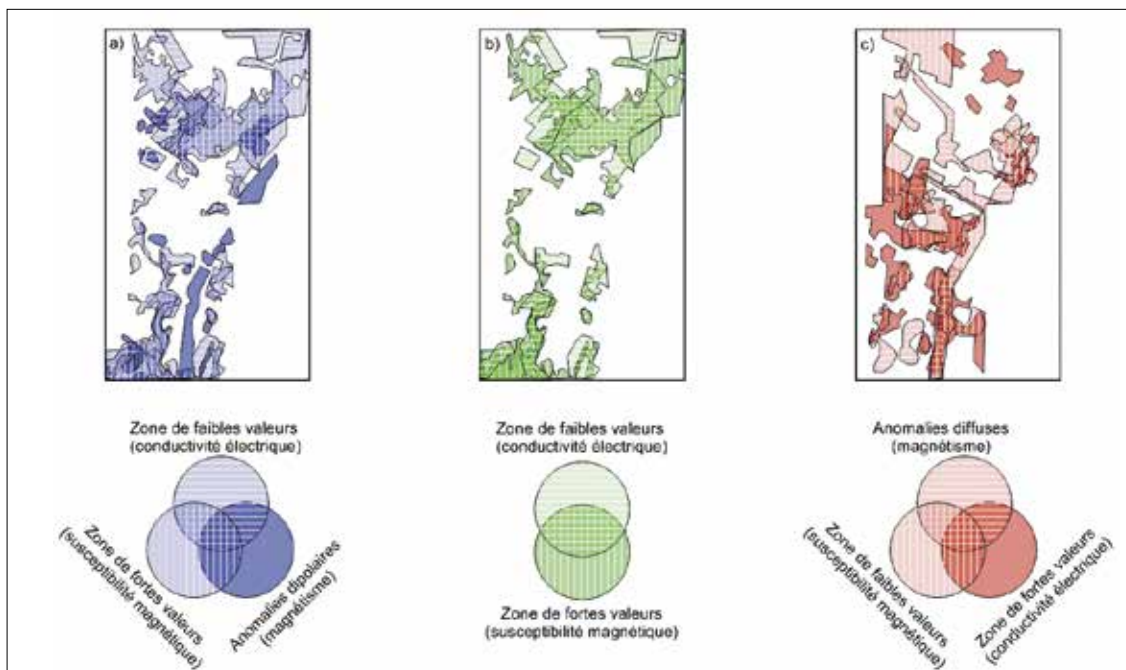 a)
b)
c)
Zone de faibles valeurs
(conductivité électrique)
Zone de fortes valeurs
(susceptibilité magnétique)
Anomalies dipolaires
(magnétisme)
Zone de faibles valeurs
(conductivité électrique)
Zone de fortes valeurs
(susceptibilité magnétique)
Anomalies diffuses
(magnétisme)
Zone de faibles valeurs
(susceptibilité magnétique)
Zone de fortes valeurs
(conductivité électrique)